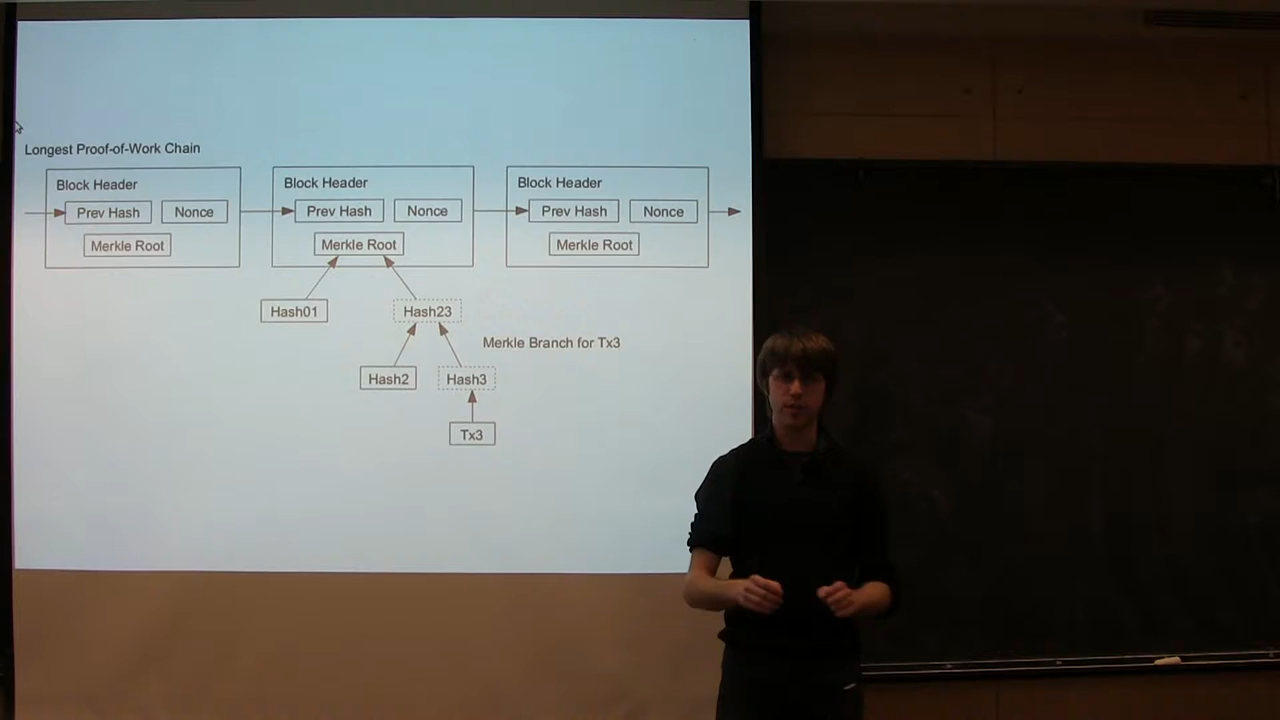 Longest Proof-of-Work Chain
Block Header
Prev Hash
Nonce
Merkle Root
Block Header
Prev Hash
Nonce
Merkle Root
Block Header
Prev Hash
Nonce
Merkle Root
Hash01
Hash23
Merkle Branch for Tx3
Hash2
Hash3
Tx3